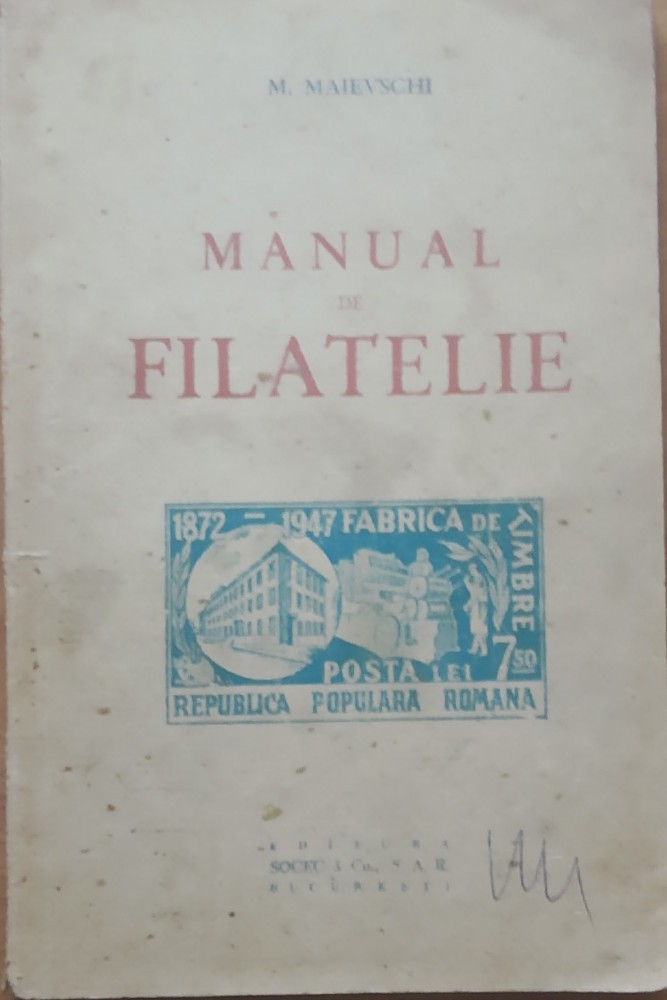 M. MAIEVSCHI
MANUAL
DE
FILATELIE
1872 - 1947 FABRICA DE TIMBRE
POSTA LEI 7 50
REPUBLICA POPULARA ROMANA
EDITURA
SOCEC & Co., S. A. R.
BUCUREȘTI